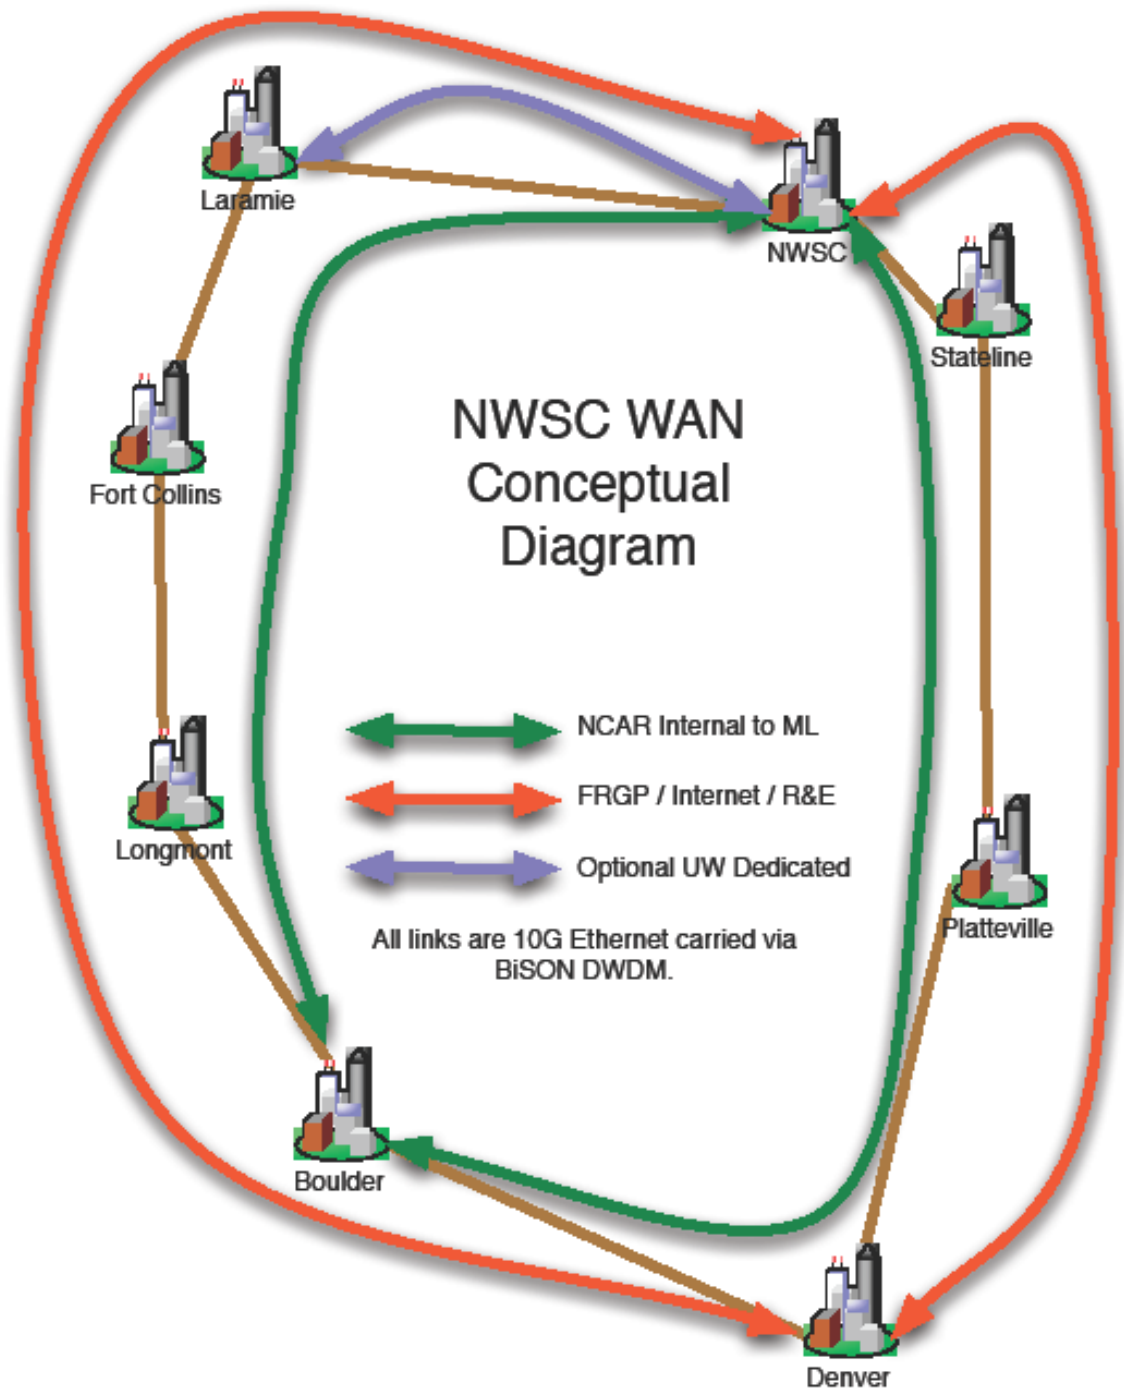 Laramie
NWSC
Stateline
NWSC WAN
Conceptual
Diagram
Fort Collins
NCAR Internal to ML
FRGP / Internet / R&E
Longmont
Optional UW Dedicated
Platteville
All links are 10G Ethernet carried via
BiSON DWDM.
Boulder
Denver